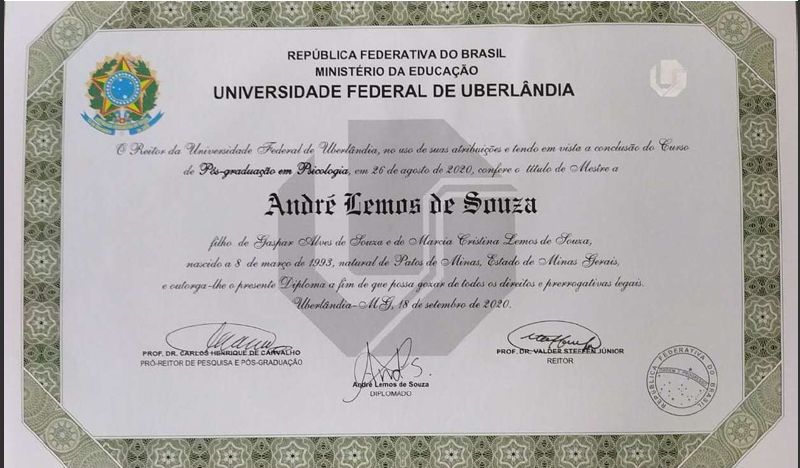 REPÚBLICA FEDERATIVA DO BRASIL
MINISTÉRIO DA EDUCAÇÃO
UNIVERSIDADE FEDERAL DE UBERLÂNDIA
O Reitor da Universidade Federal de Uberlândia, no uso de suas atribuições e tendo em vista a conclusão do Curso
de Pós-graduação em Psicologia, em 26 de agosto de 2020, confere o título de Mestre a
André Lemos de Souza
filho de Gaspar Alves de Souza e de Marcia Cristina Lemos de Souza,
nascido a 8 de março de 1993, natural de Patos de Minas, Estado de Minas Gerais,
e outorga-lhe o presente Diploma a fim de que possa gozar de todos os direitos e prerrogativas legais.
Uberlândia-MG, 18 de setembro de 2020.
PROF. DR. CARLOS HENRIQUE DE CARVALHO
PRÓ-REITOR DE PESQUISA E PÓS-GRADUAÇÃO
André Lemos de Souza
DIPLOMADO
PROF. DR. VALDER STEFFEN JÚNIOR
REITOR
REPÚBLICA FEDERATIVA DO BRASIL